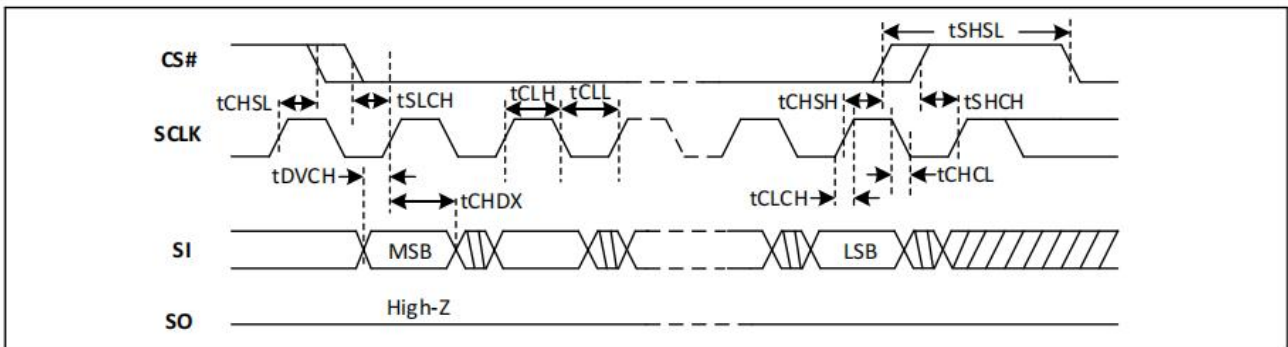 tSHSL
CS#
tCHSL
tSLCH
tCLH
tCLL
tCHSH
tSHCH
SCLK
tDVCH
tCHDX
tCLCH
tCHCL
SI
MSB
LSB
High-Z
SO